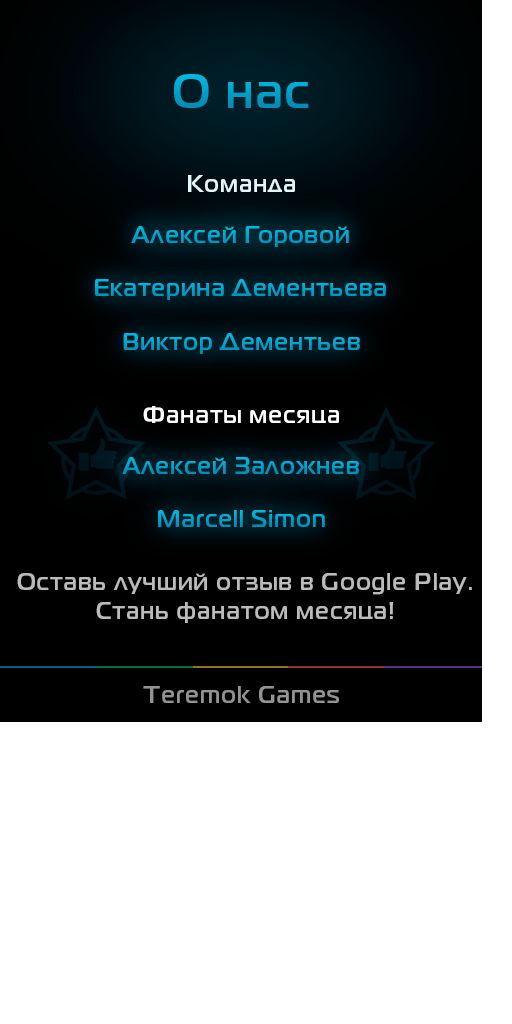 О нас
Команда
Алексей Горовой
Екатерина Дементьева
Виктор Дементьев
Фанаты месяца
Алексей Заложнев
Marcell Simon
Оставь лучший отзыв в Google Play.
Стань фанатом месяца!
Teremok Games